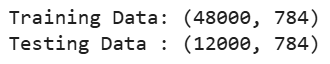 Training Data: (48000, 784)
Testing Data : (12000, 784)